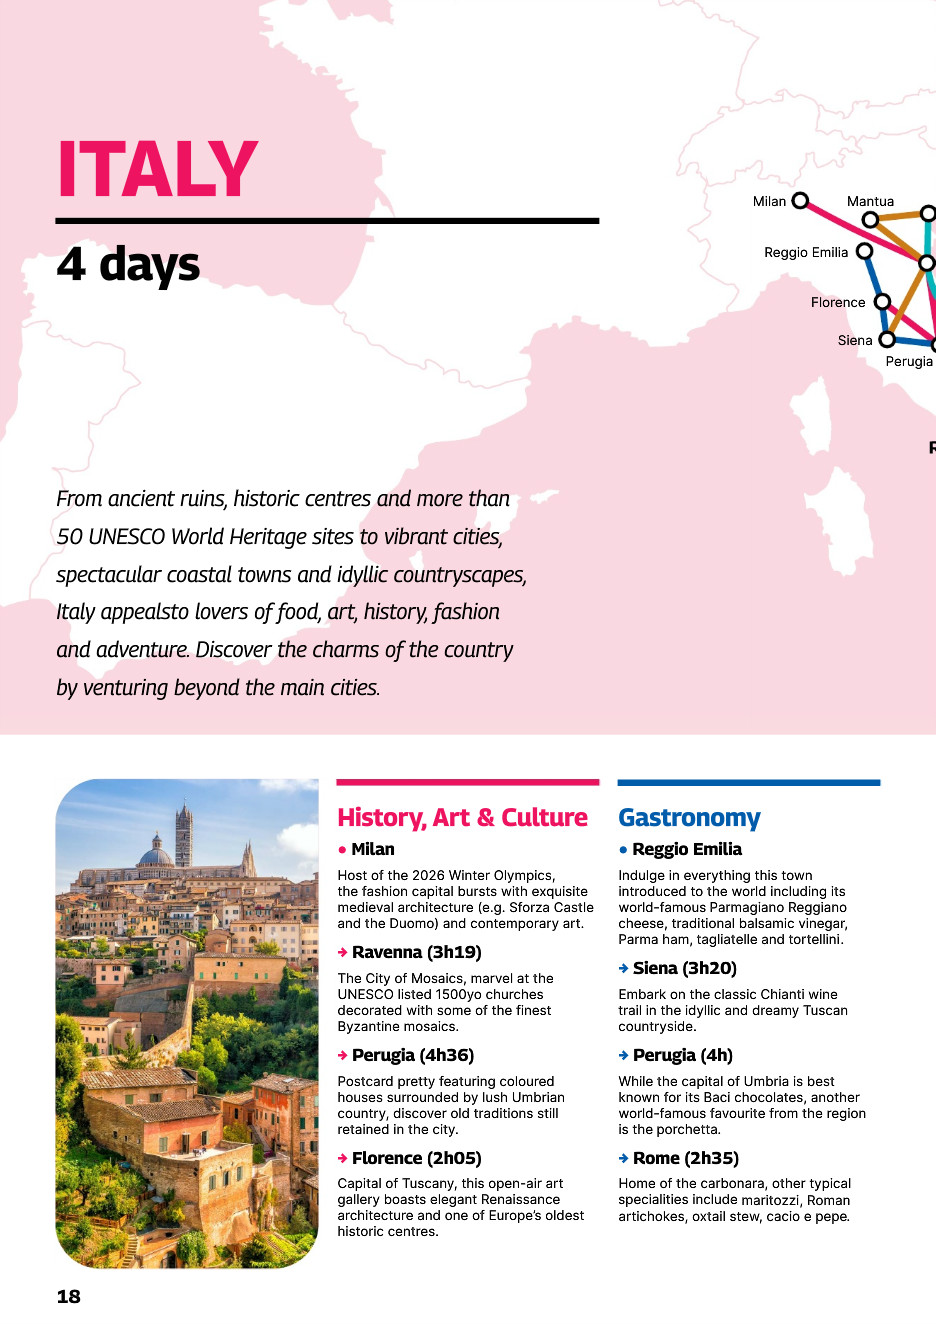 ITALY
4 days
Milan
Mantua
Reggio Emilia
Florence
Siena
Perugia
From ancient ruins, historic centres and more than
50 UNESCO World Heritage sites to vibrant cities,
spectacular coastal towns and idyllic countryscapes,
Italy appealsto lovers of food, art, history, fashion
and adventure. Discover the charms of the country
by venturing beyond the main cities.
History, Art & Culture
• Milan
Host of the 2026 Winter Olympics,
the fashion capital bursts with exquisite
medieval architecture (e.g. Sforza Castle
and the Duomo) and contemporary art.
→ Ravenna (3h19)
The City of Mosaics, marvel at the
UNESCO listed 1500yo churches
decorated with some of the finest
Byzantine mosaics.
→ Perugia (4h36)
Postcard pretty featuring coloured
houses surrounded by lush Umbrian
country, discover old traditions still
retained in the city.
→ Florence (2h05)
Capital of Tuscany, this open-air art
gallery boasts elegant Renaissance
architecture and one of Europe's oldest
historic centres.
Gastronomy
• Reggio Emilia
Indulge in everything this town
introduced to the world including its
world-famous Parmagiano Reggiano
cheese, traditional balsamic vinegar,
Parma ham, tagliatelle and tortellini.
→ Siena (3h20)
Embark on the classic Chianti wine
trail in the idyllic and dreamy Tuscan
countryside.
→ Perugia (4h)
While the capital of Umbria is best
known for its Baci chocolates, another
world-famous favourite from the region
is the porchetta.
→ Rome (2h35)
Home of the carbonara, other typical
specialities include maritozzi, Roman
artichokes, oxtail stew, cacio e pepe.
18